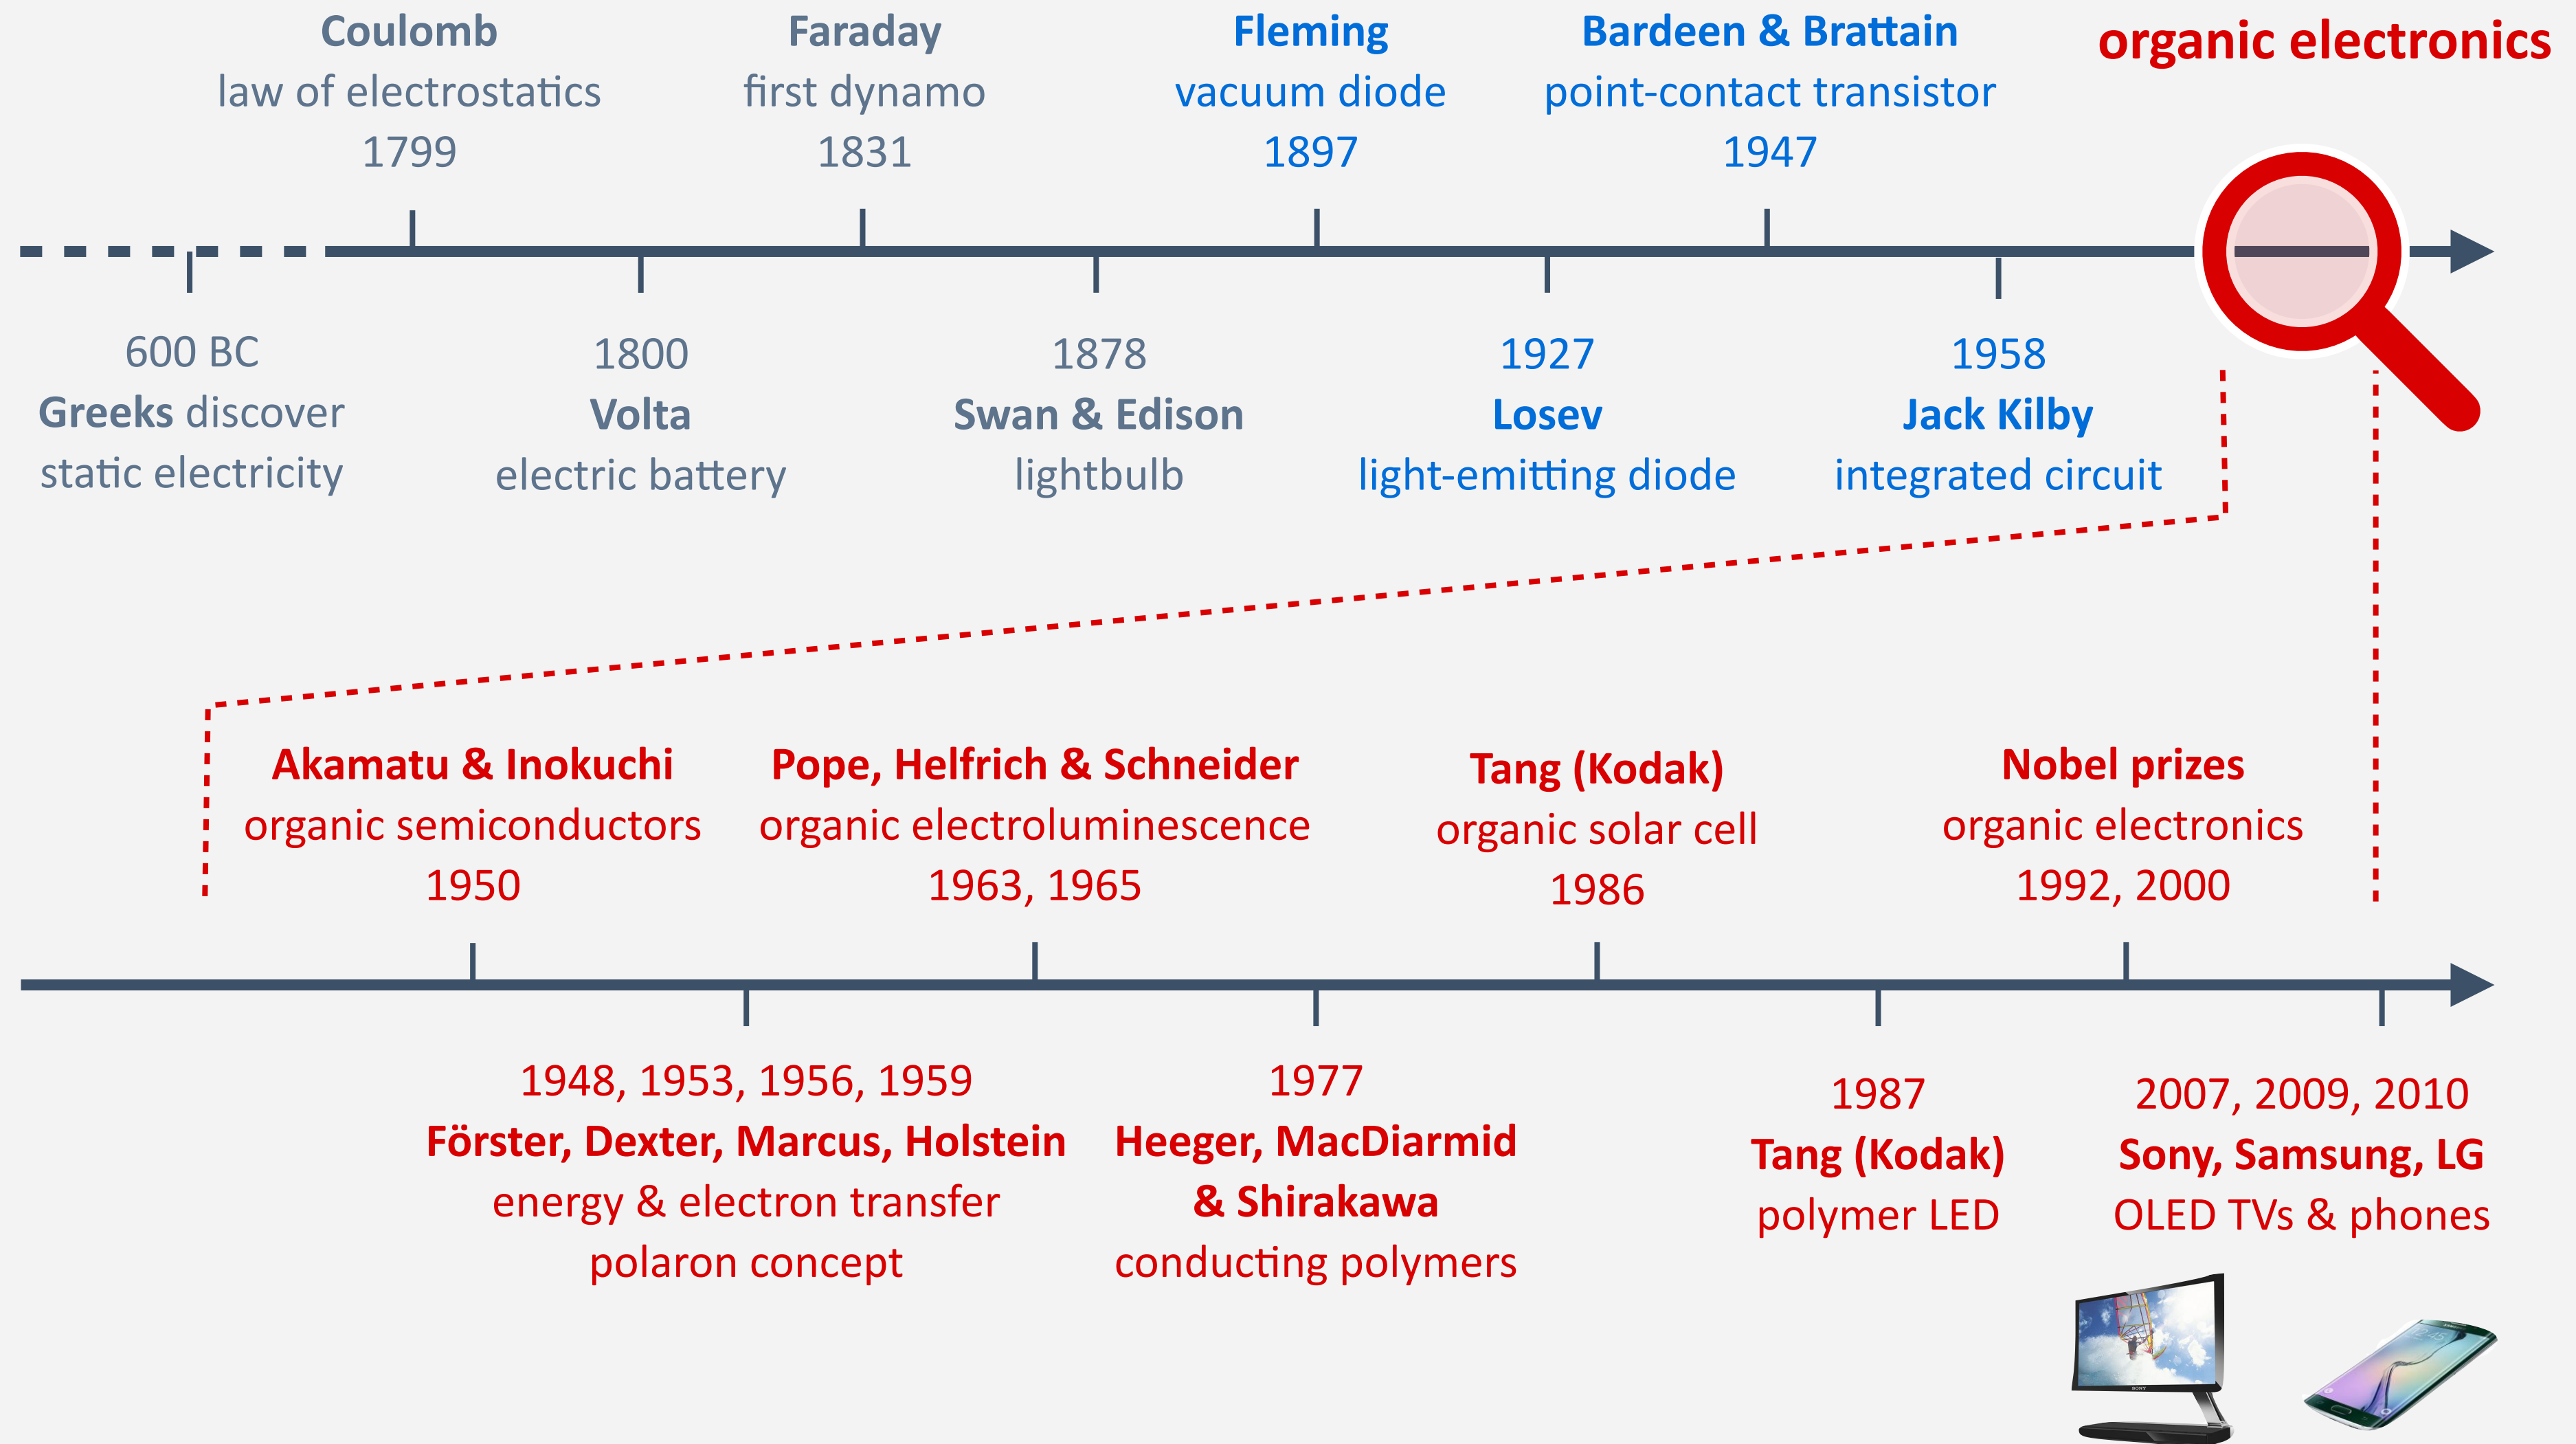 Coulomb
law of electrostatics
1799
Faraday
first dynamo
1831
Fleming
vacuum diode
1897
Bardeen & Brattain
point-contact transistor
1947
organic electronics
600 BC
Greeks discover
static electricity
1800
Volta
electric battery
1878
Swan & Edison
lightbulb
1927
Losev
light-emitting diode
1958
Jack Kilby
integrated circuit
Akamatu & Inokuchi
organic semiconductors
1950
Pope, Helfrich & Schneider
organic electroluminescence
1963, 1965
Tang (Kodak)
organic solar cell
1986
Nobel prizes
organic electronics
1992, 2000
1948, 1953, 1956, 1959
Förster, Dexter, Marcus, Holstein
energy & electron transfer
polaron concept
1977
Heeger, MacDiarmid
& Shirakawa
conducting polymers
1987
Tang (Kodak)
polymer LED
2007, 2009, 2010
Sony, Samsung, LG
OLED TVs & phones
SONY